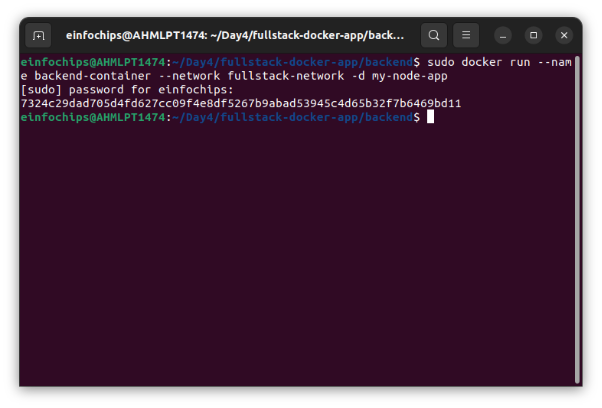 einfochips@AHMLPT1474: ~/Day4/fullstack-docker-app/back...
einfochips@AHMLPT1474:~/Day4/fullstack-docker-app/backend$ sudo docker run --nam
e backend-container --network fullstack-network -d my-node-app
[sudo] password for einfochips:
7324c29dad705d4fd627cc09f4e8df5267b9abad53945c4d65b32f7b6469bd11
einfochips@AHMLPT1474:~/Day4/fullstack-docker-app/backend$